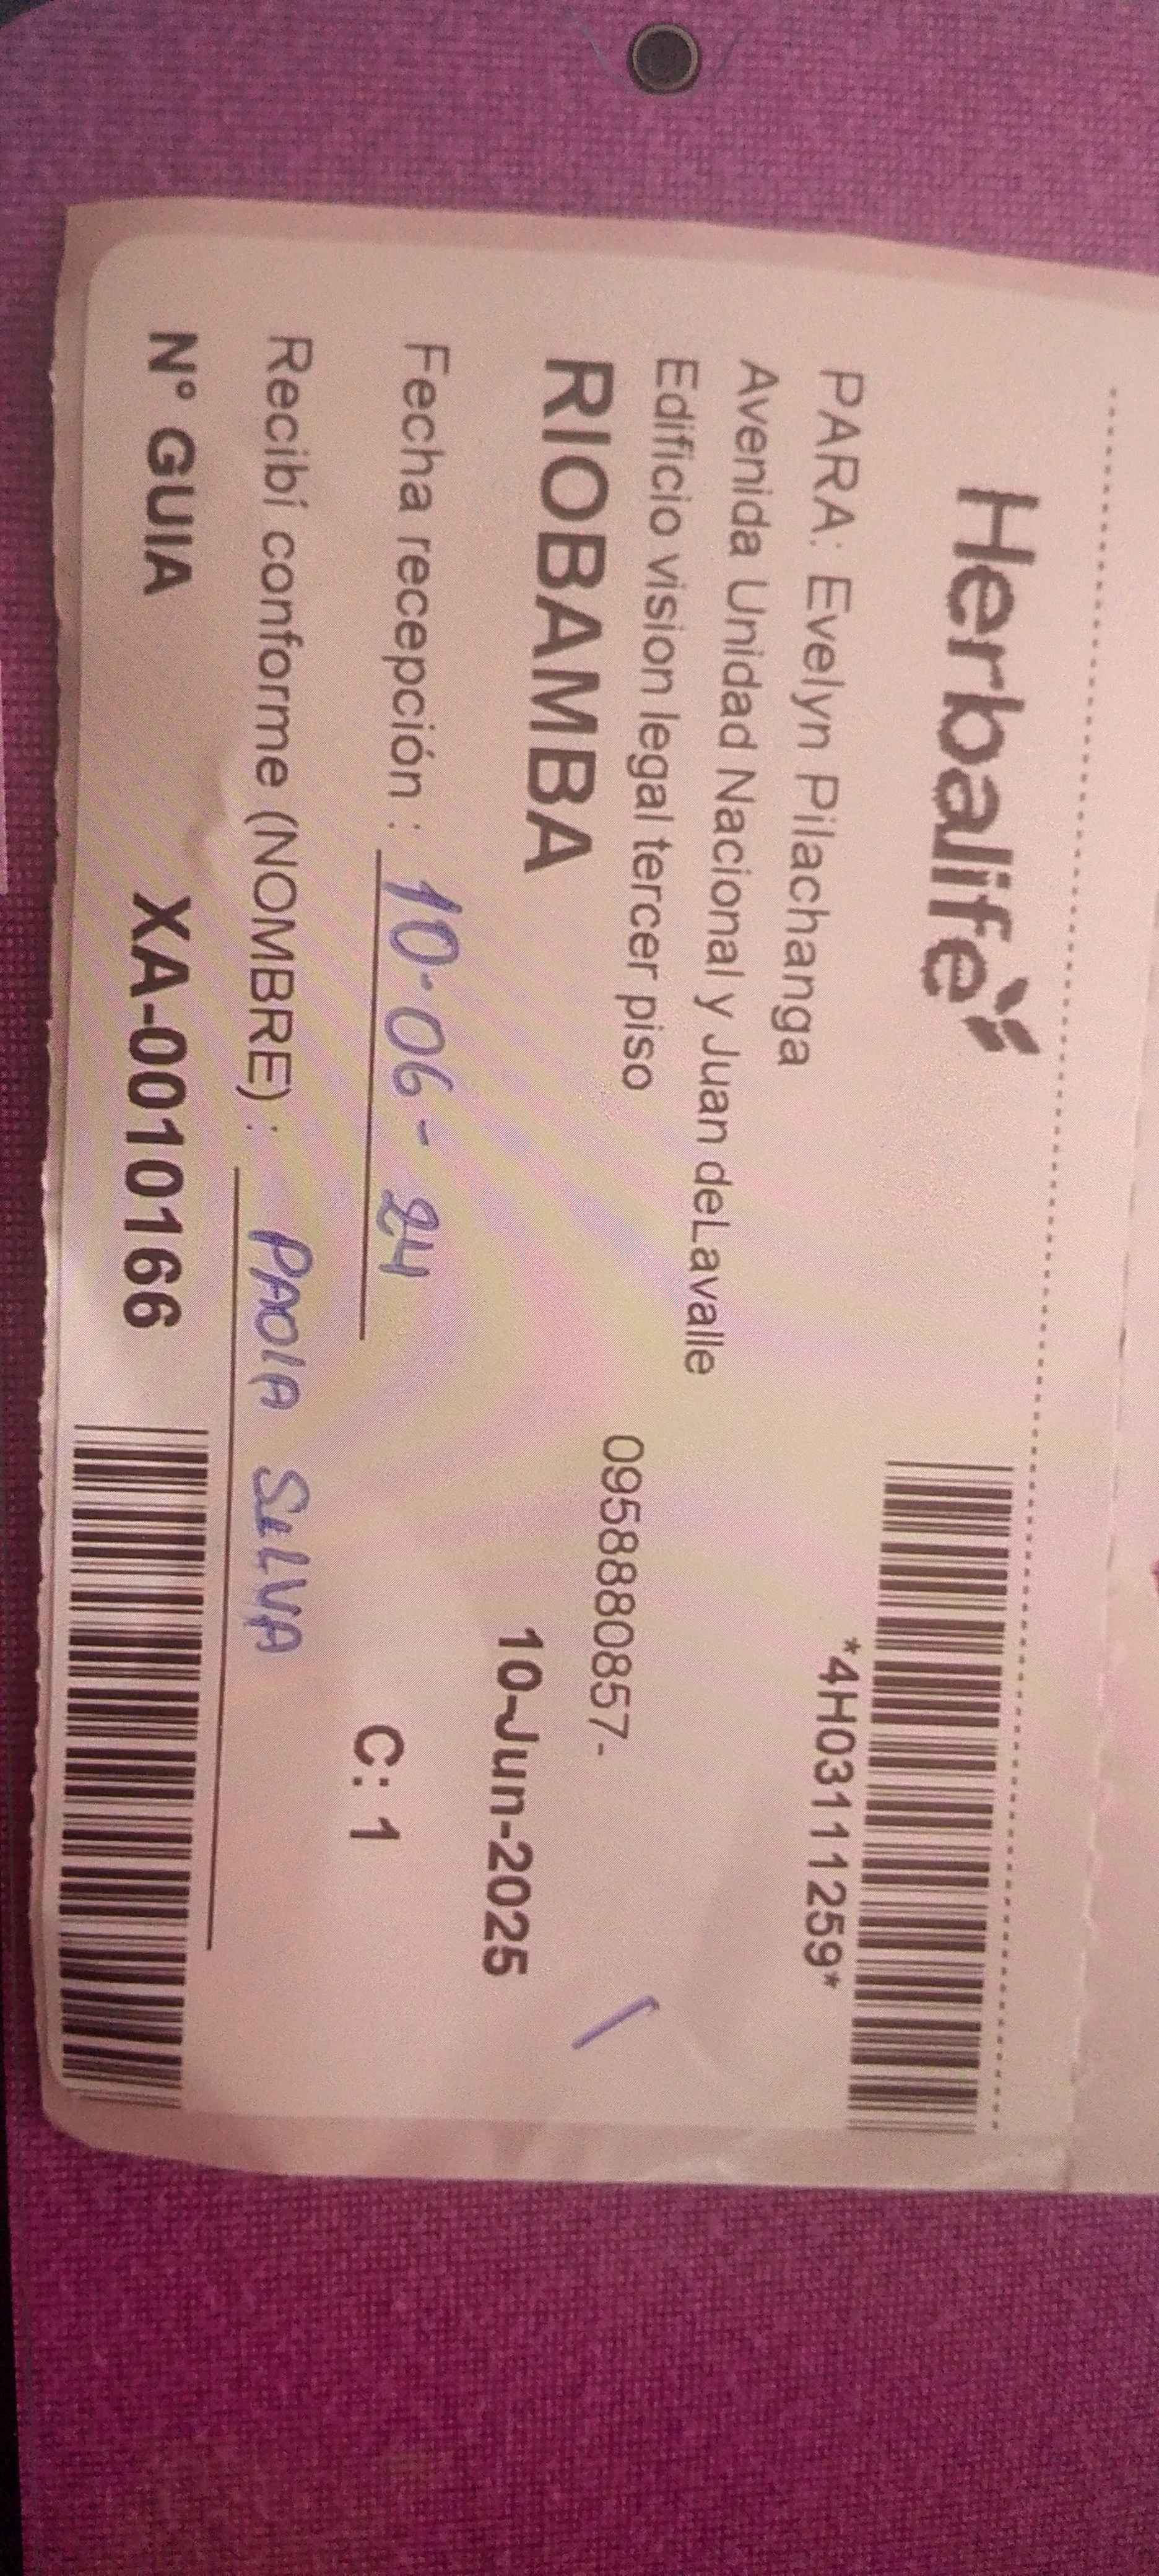 Herbalife
*4H03111259*
PARA: Evelyn Pilachanga
Avenida Unidad Nacional y Juan deLavalle
Edificio vision legal tercer piso
0958880857-
RIOBAMBA
10-Jun-2025
Fecha recepción : 10-06-24
C: 1
Recibí conforme (NOMBRE) : PAOlA SiLVA
N° GUIA XA-0010166